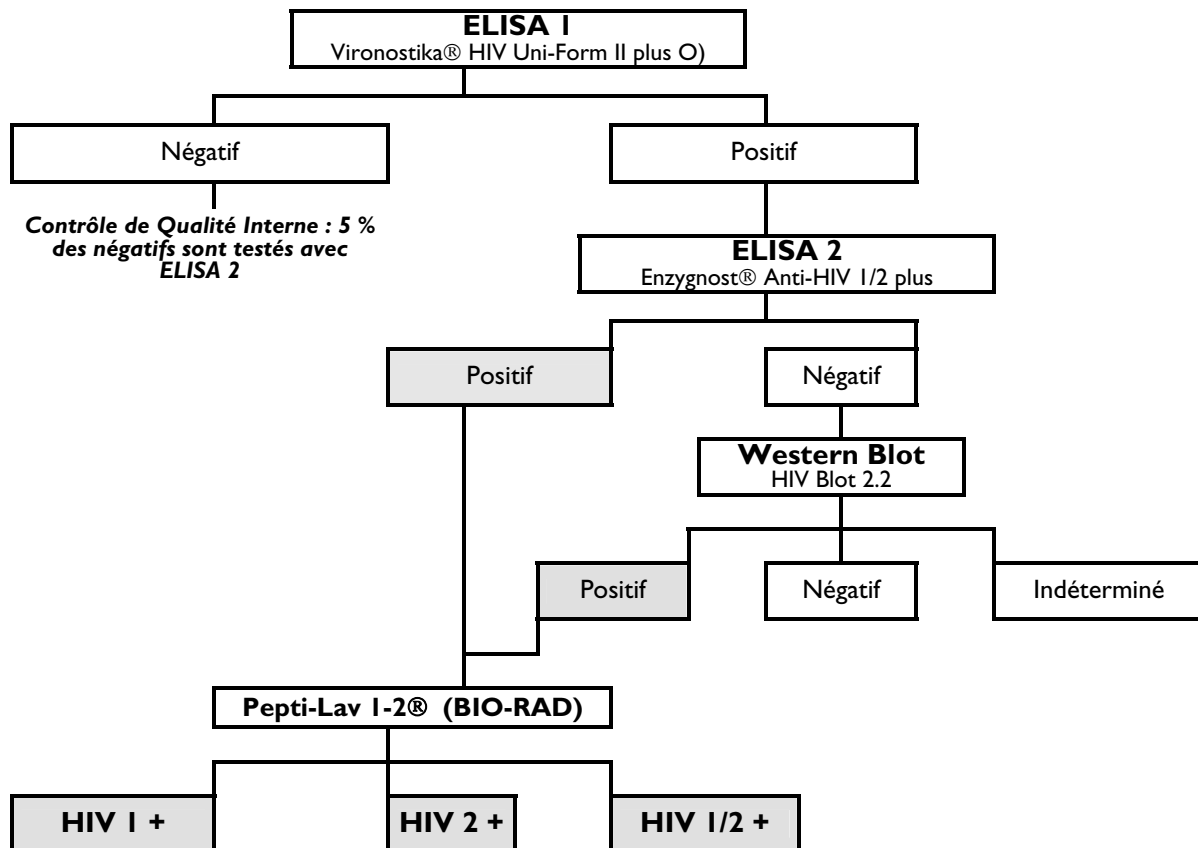 ELISA 1
Vironostika® HIV Uni-Form II plus O)
Négatif
Positif
Contrôle de Qualité Interne : 5 %
des négatifs sont testés avec
ELISA 2
ELISA 2
Enzygnost® Anti-HIV 1/2 plus
Positif
Négatif
Western Blot
HIV Blot 2.2
Positif
Négatif
Indéterminé
Pepti-Lav 1-2® (BIO-RAD)
HIV 1 +
HIV 2 +
HIV 1/2 +